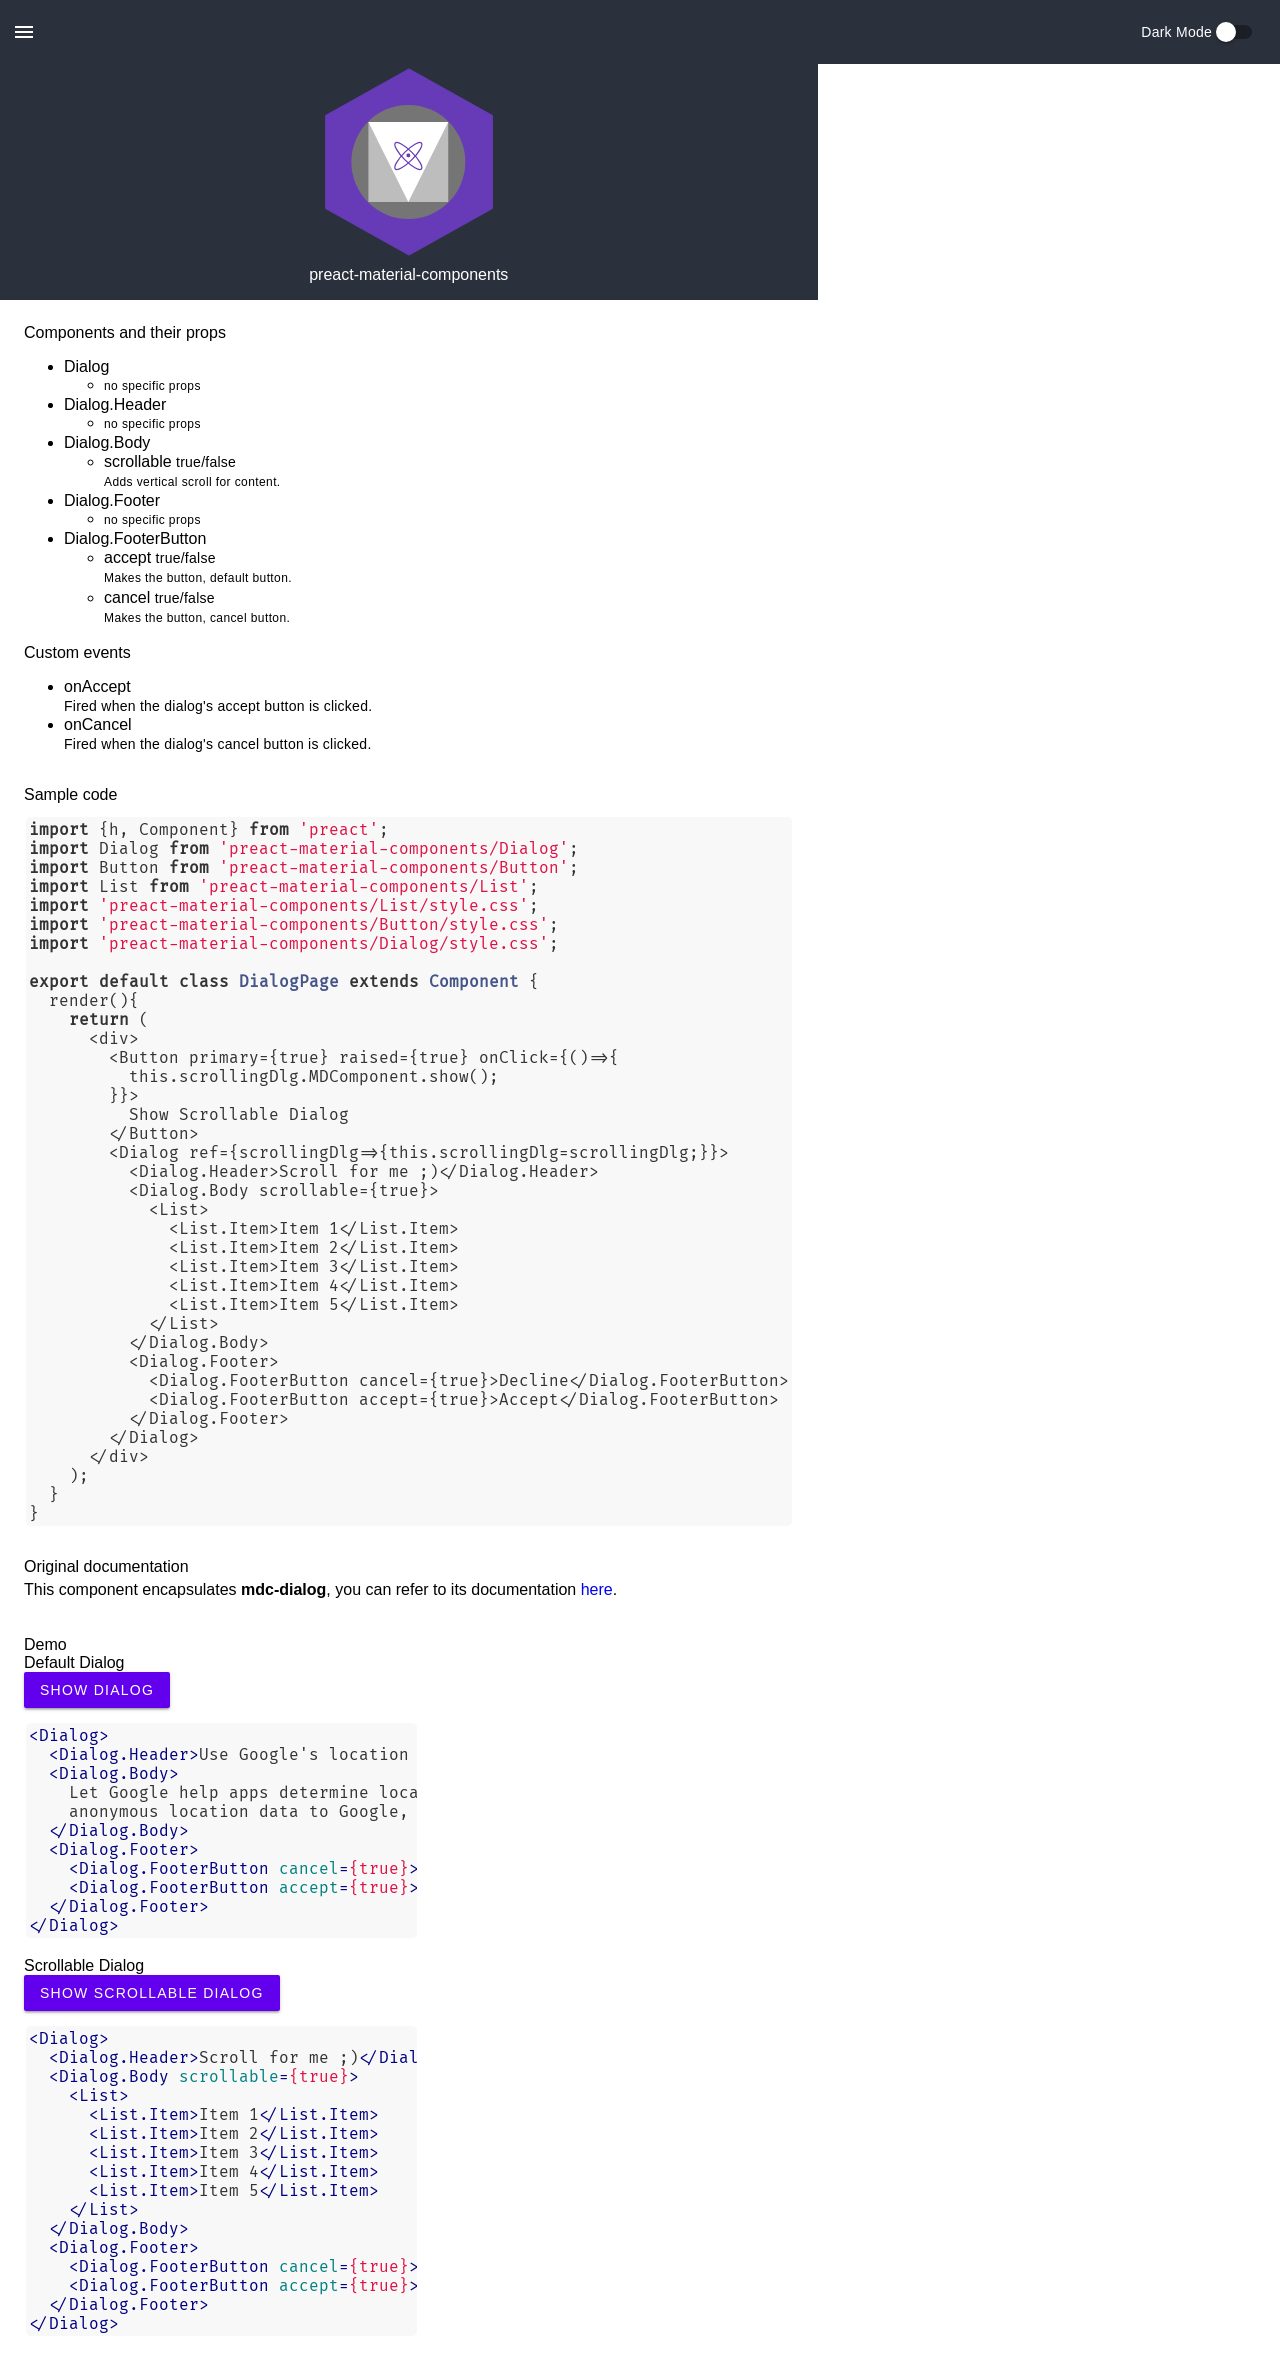 Dark Mode
preact-material-components
Components and their props
Dialog
no specific props
Dialog.Header
no specific props
Dialog.Body
scrollable true/false
Adds vertical scroll for content.
Dialog.Footer
no specific props
Dialog.FooterButton
accept true/false
Makes the button, default button.
cancel true/false
Makes the button, cancel button.
Custom events
onAccept
Fired when the dialog's accept button is clicked.
onCancel
Fired when the dialog's cancel button is clicked.
Sample code
import {h, Component} from 'preact';
import Dialog from 'preact-material-components/Dialog';
import Button from 'preact-material-components/Button';
import List from 'preact-material-components/List';
import 'preact-material-components/List/style.css';
import 'preact-material-components/Button/style.css';
import 'preact-material-components/Dialog/style.css';
export default class DialogPage extends Component {
render(){
return (
<div>
<Button primary={true} raised={true} onClick={()=>{
this.scrollingDlg.MDComponent.show();
}}>
Show Scrollable Dialog
</Button>
<Dialog ref={scrollingDlg=>{this.scrollingDlg=scrollingDlg;}}>
<Dialog.Header>Scroll for me ;)</Dialog.Header>
<Dialog.Body scrollable={true}>
<List>
<List.Item>Item 1</List.Item>
<List.Item>Item 2</List.Item>
<List.Item>Item 3</List.Item>
<List.Item>Item 4</List.Item>
<List.Item>Item 5</List.Item>
</List>
</Dialog.Body>
<Dialog.Footer>
<Dialog.FooterButton cancel={true}>Decline</Dialog.FooterButton>
<Dialog.FooterButton accept={true}>Accept</Dialog.FooterButton>
</Dialog.Footer>
</Dialog>
</div>
);
}
}
Original documentation
This component encapsulates mdc-dialog, you can refer to its documentation here.
Demo
Default Dialog
SHOW DIALOG
<Dialog>
<Dialog.Header>Use Google's location
<Dialog.Body>
Let Google help apps determine loca
anonymous location data to Google,
</Dialog.Body>
<Dialog.Footer>
<Dialog.FooterButton cancel={true}>
<Dialog.FooterButton accept={true}>
</Dialog.Footer>
</Dialog>
Scrollable Dialog
SHOW SCROLLABLE DIALOG
<Dialog>
<Dialog.Header>Scroll for me ;)</Dial
<Dialog.Body scrollable={true}>
<List>
<List.Item>Item 1</List.Item>
<List.Item>Item 2</List.Item>
<List.Item>Item 3</List.Item>
<List.Item>Item 4</List.Item>
<List.Item>Item 5</List.Item>
</List>
</Dialog.Body>
<Dialog.Footer>
<Dialog.FooterButton cancel={true}>
<Dialog.FooterButton accept={true}>
</Dialog.Footer>
</Dialog>